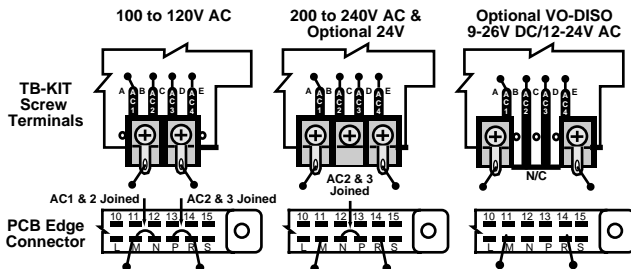 100 to 120V AC
200 to 240V AC &
Optional 24V
Optional VO-DISO
9-26V DC/12-24V AC
TB-KIT
Screw
Terminals
A B C D E
AC1 AC2 AC3 AC4
A B C D E
AC1 AC2 AC3 AC4
A B C D E
AC1 AC2 AC3 AC4
N/C
AC1 & 2 Joined
AC2 & 3 Joined
AC2 & 3
Joined
PCB Edge
Connector
10 11 12 13 14 15
L M N P R S
10 11 12 13 14 15
L M N P R S
10 11 12 13 14 15
L M N P R S